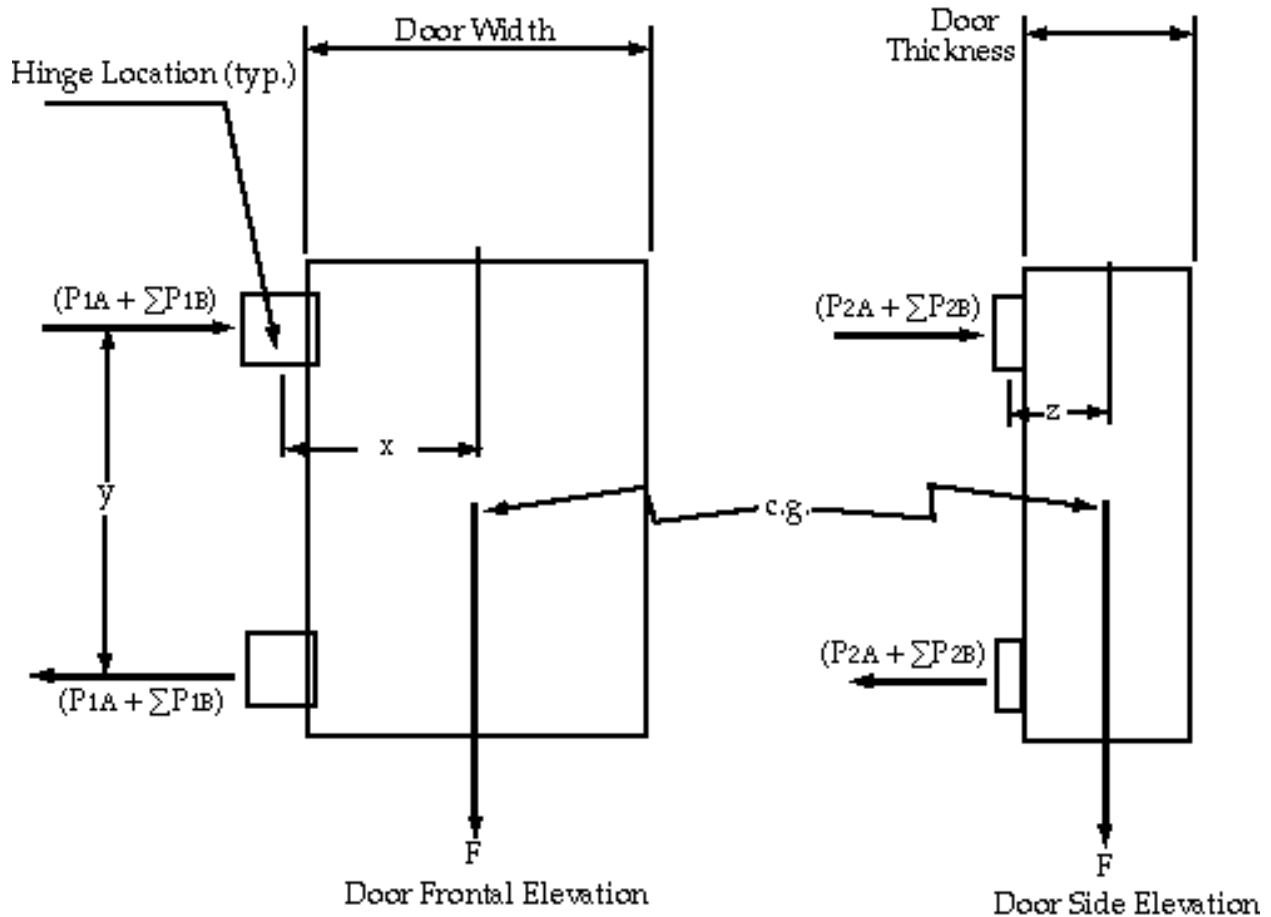 Door Width
Door
Thickness
Hinge Location (typ.)
(P1A + ∑P1B)
(P2A + ∑P2B)
z
x
y
c.g.
(P1A + ∑P1B)
(P2A + ∑P2B)
F
F
Door Frontal Elevation
Door Side Elevation